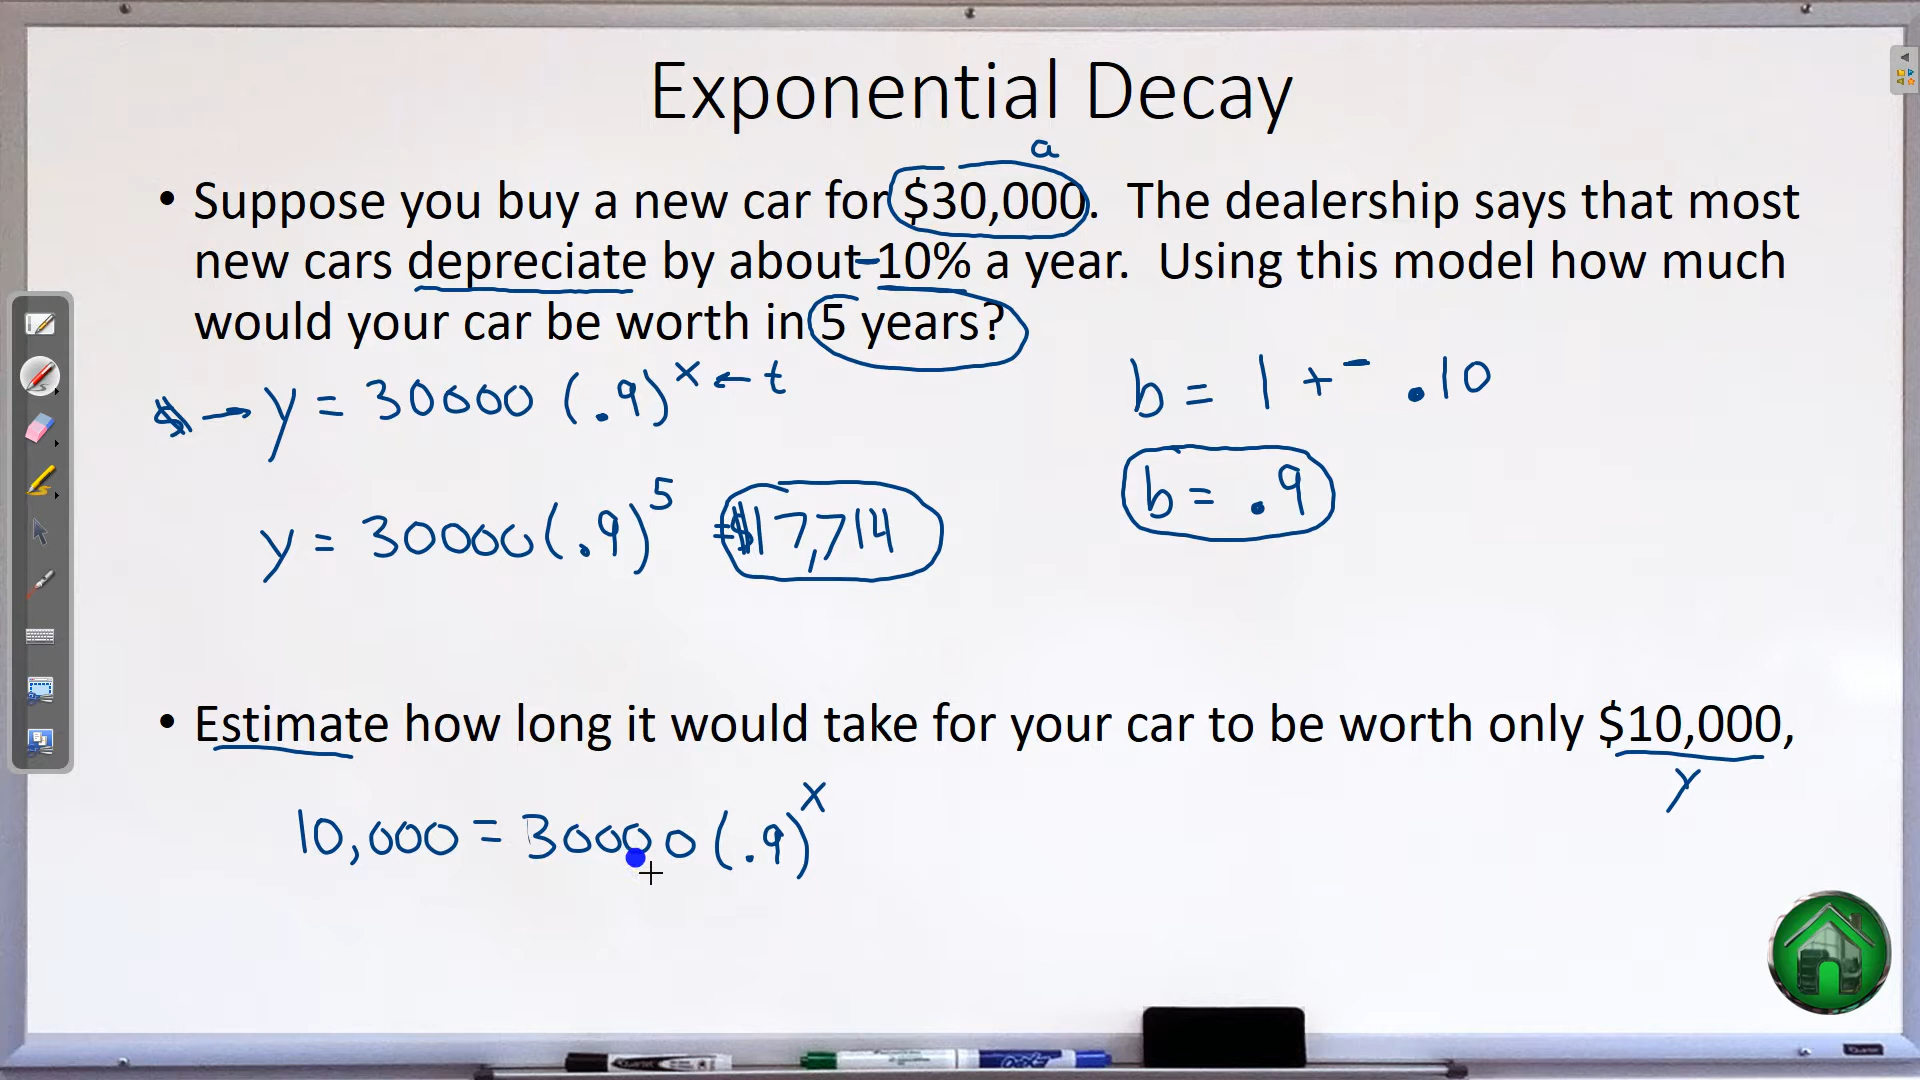 Exponential Decay
a
• Suppose you buy a new car for $30,000. The dealership says that most
new cars depreciate by about -10% a year. Using this model how much
would your car be worth in 5 years?
$ → y = 30000 (.9)^x ← t
b = 1 + - .10
b = .9
y = 30000 (.9)^5 = $17,714
• Estimate how long it would take for your car to be worth only $10,000,
y
10,000 = 30000 (.9)^x